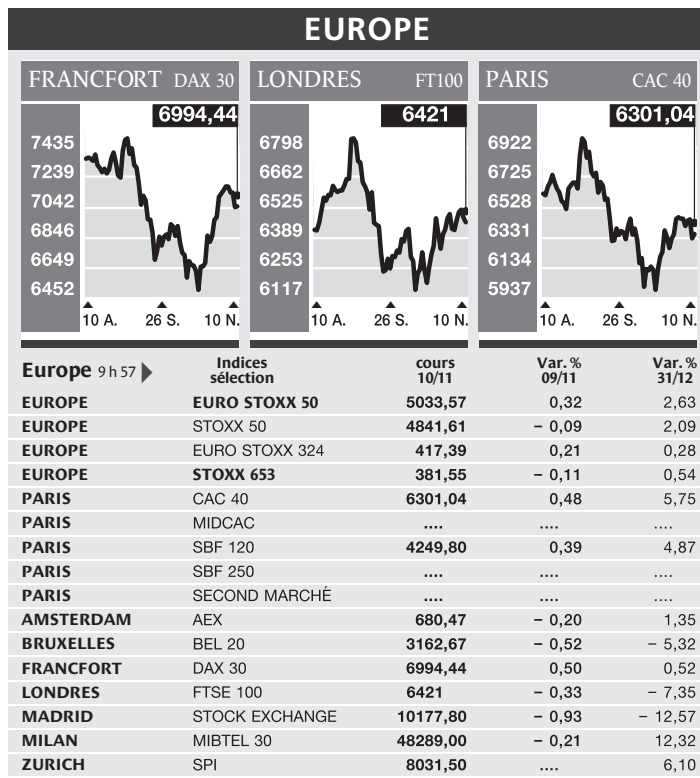 EUROPE
FRANCFORT DAX 30
6994,44
7435
7239
7042
6846
6649
6452
10 A. 26 S. 10 N.
LONDRES FT100
6421
6798
6662
6525
6389
6253
6117
10 A. 26 S. 10 N.
PARIS CAC 40
6301,04
6922
6725
6528
6331
6134
5937
10 A. 26 S. 10 N.
Europe 9 h 57 Indices sélection cours 10/11 Var. % 09/11 Var. % 31/12
EUROPE EURO STOXX 50 5033,57 0,32 2,63
EUROPE STOXX 50 4841,61 – 0,09 2,09
EUROPE EURO STOXX 324 417,39 0,21 0,28
EUROPE STOXX 653 381,55 – 0,11 0,54
PARIS CAC 40 6301,04 0,48 5,75
PARIS MIDCAC .... .... ....
PARIS SBF 120 4249,80 0,39 4,87
PARIS SBF 250 .... .... ....
PARIS SECOND MARCHÉ .... .... ....
AMSTERDAM AEX 680,47 – 0,20 1,35
BRUXELLES BEL 20 3162,67 – 0,52 – 5,32
FRANCFORT DAX 30 6994,44 0,50 0,52
LONDRES FTSE 100 6421 – 0,33 – 7,35
MADRID STOCK EXCHANGE 10177,80 – 0,93 – 12,57
MILAN MIBTEL 30 48289,00 – 0,21 12,32
ZURICH SPI 8031,50 .... 6,10